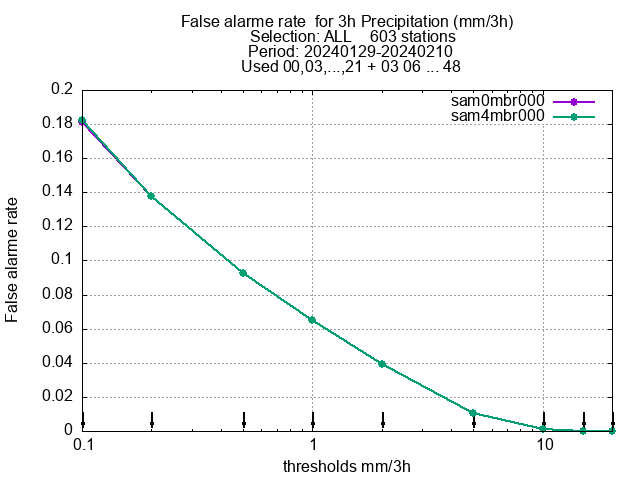 False alarme rate  for 3h Precipitation (mm/3h)
Selection: ALL    603 stations
Period: 20240129-20240210
Used 00,03,...,21 + 03 06 ... 48
sam0mbr000
sam4mbr000
0.2
0.18
0.16
0.14
0.12
0.1
0.08
0.06
0.04
0.02
0
False alarme rate
0.1
1
10
thresholds mm/3h